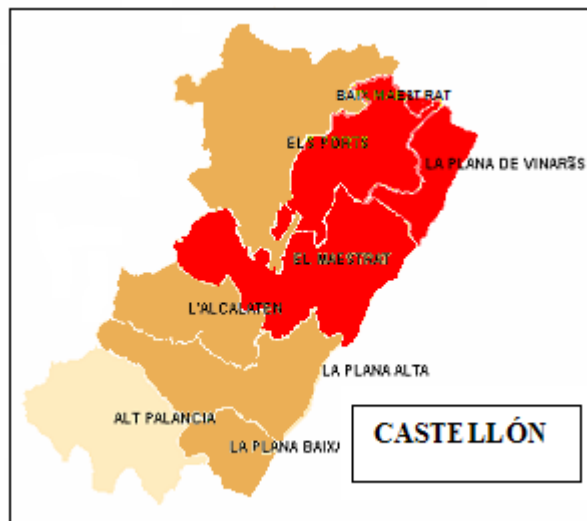 BAIX MAESTRAT
ELS PORTS
LA PLANA DE VINARÒS
EL MAESTRAT
L'ALCALATEN
LA PLANA ALTA
ALT PALANCIA
CASTELLÓN
LA PLANA BAIXA